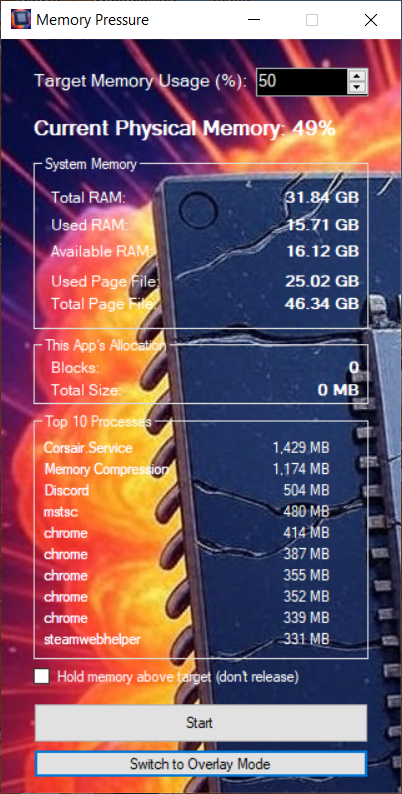 Memory Pressure
Target Memory Usage (%): 50
Current Physical Memory: 49%
System Memory
Total RAM: 31.84 GB
Used RAM: 15.71 GB
Available RAM: 16.12 GB
Used Page File: 25.02 GB
Total Page File: 46.34 GB
This App's Allocation
Blocks: 0
Total Size: 0 MB
Top 10 Processes
Corsair.Service 1,429 MB
Memory Compression 1,174 MB
Discord 504 MB
mstsc 480 MB
chrome 414 MB
chrome 387 MB
chrome 355 MB
chrome 352 MB
chrome 339 MB
steamwebhelper 331 MB
Hold memory above target (don't release)
Start
Switch to Overlay Mode